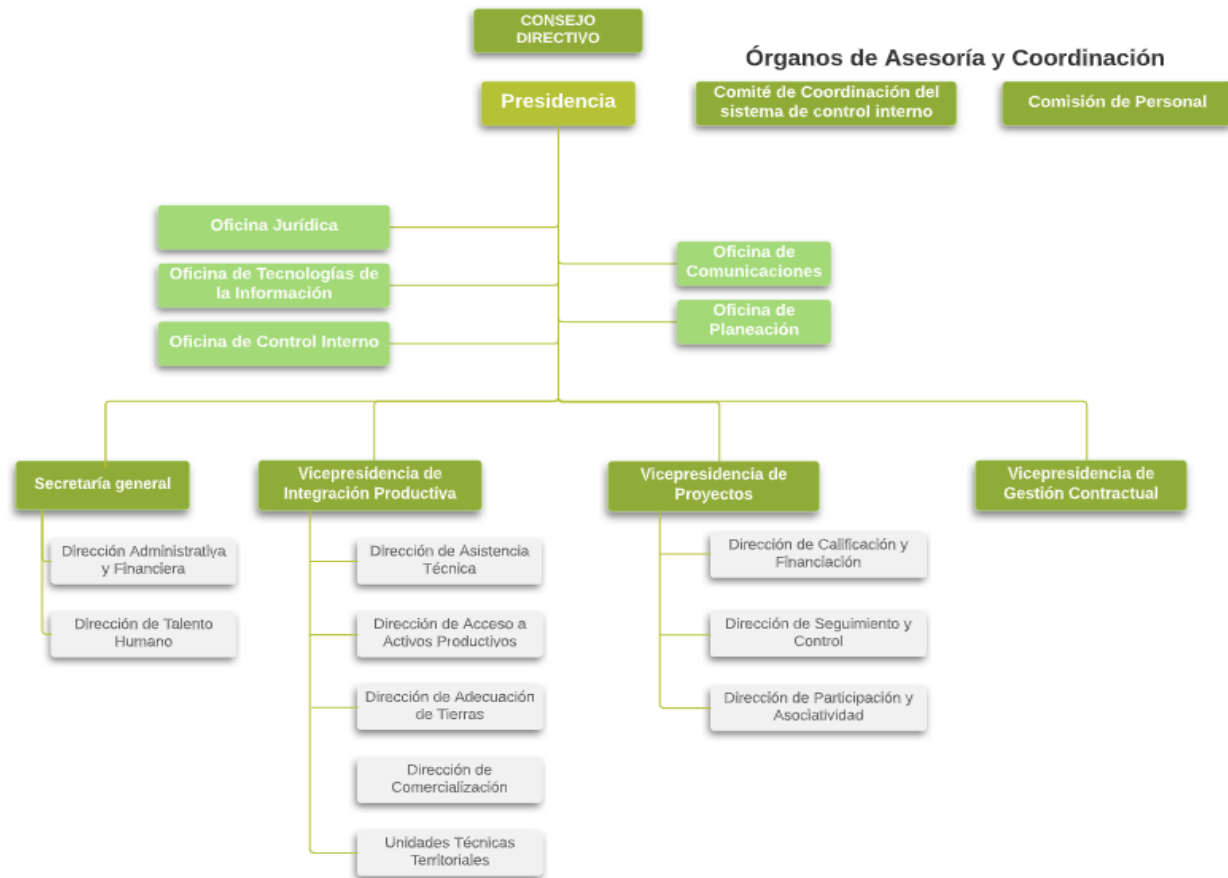 CONSEJO
DIRECTIVO
Órganos de Asesoría y Coordinación
Presidencia
Comité de Coordinación del
sistema de control interno
Comisión de Personal
Oficina Jurídica
Oficina de Tecnologías de
la Información
Oficina de Control Interno
Oficina de
Comunicaciones
Oficina de
Planeación
Secretaría general
Dirección Administrativa
y Financiera
Dirección de Talento
Humano
Vicepresidencia de
Integración Productiva
Dirección de Asistencia
Técnica
Dirección de Acceso a
Activos Productivos
Dirección de Adecuación
de Tierras
Dirección de
Comercialización
Unidades Técnicas
Territoriales
Vicepresidencia de
Proyectos
Dirección de Calificación y
Financiación
Dirección de Seguimiento y
Control
Dirección de Participación y
Asociatividad
Vicepresidencia de
Gestión Contractual